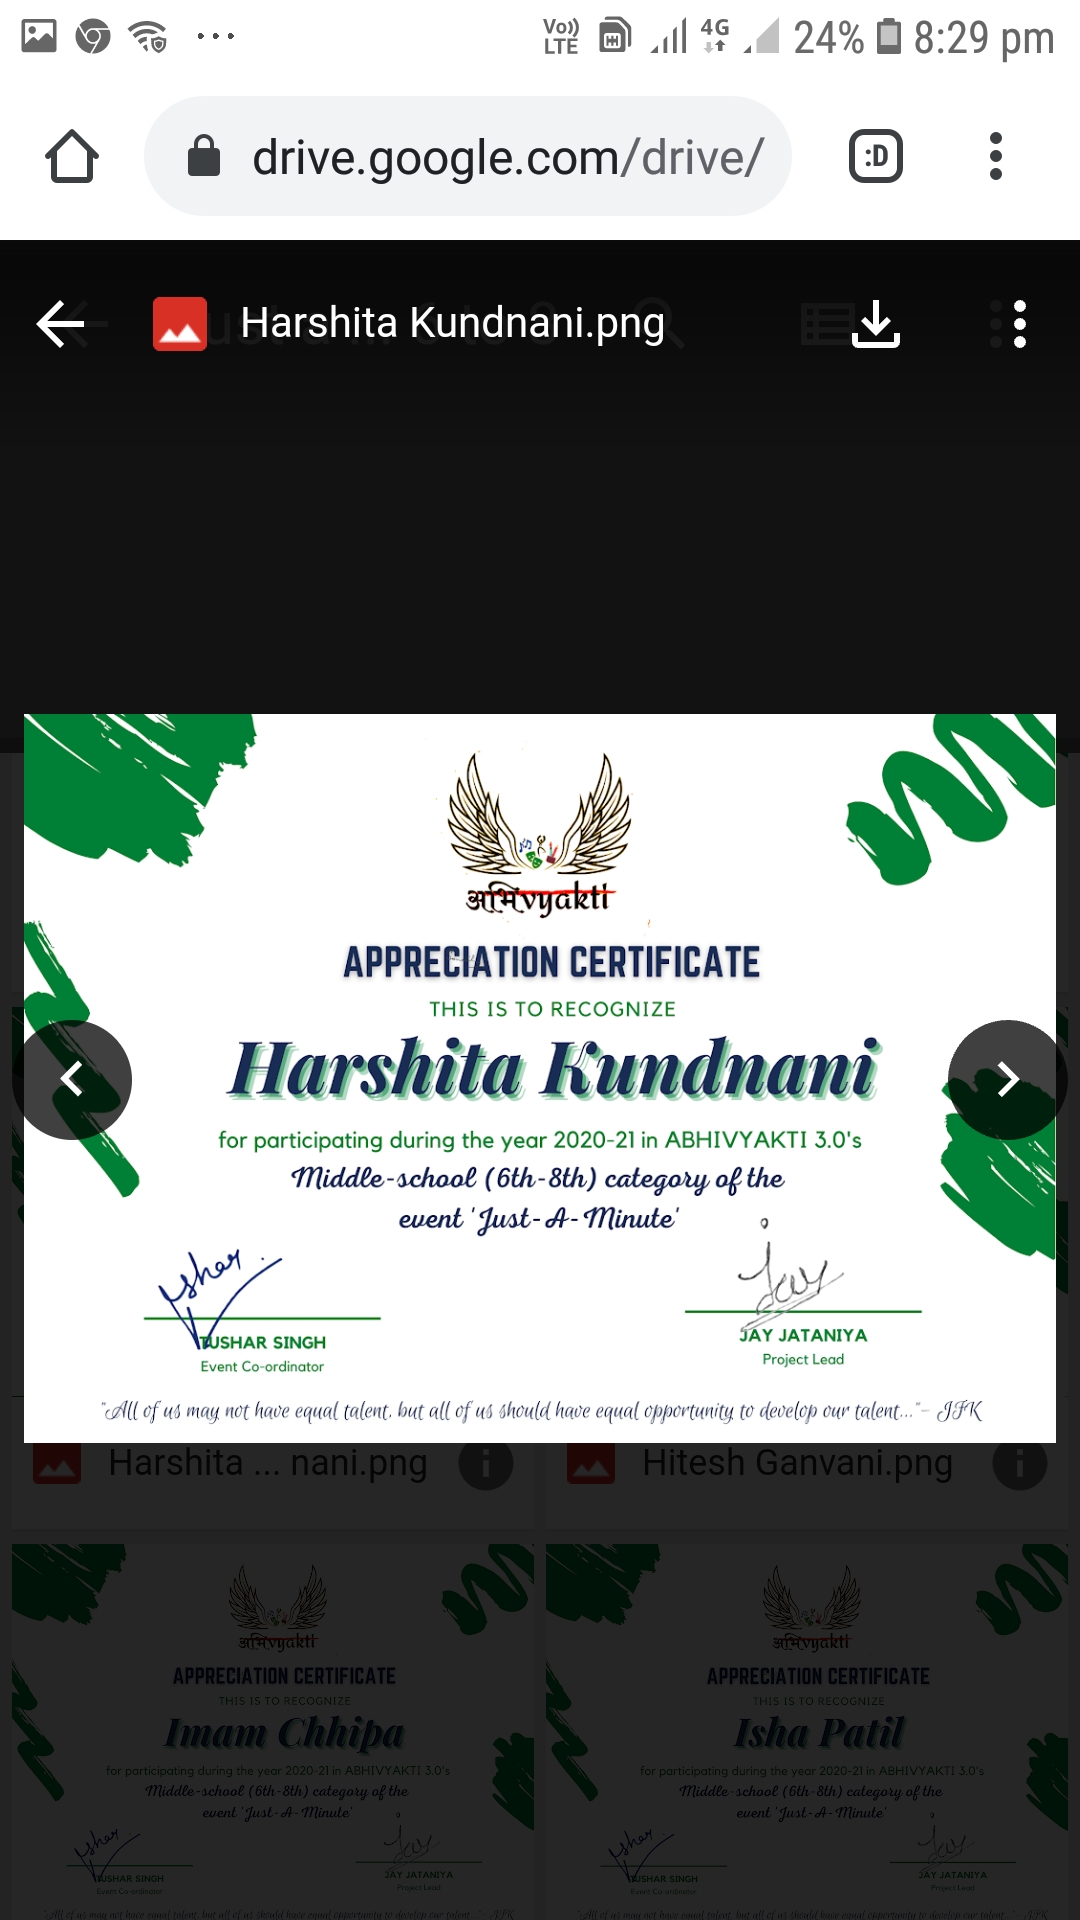 Vo)) LTE 4G 24% 8:29 pm
drive.google.com/drive/
:D
Harshita Kundnani.png
अभिvyakti
APPRECIATION CERTIFICATE
THIS IS TO RECOGNIZE
Harshita Kundnani
for participating during the year 2020-21 in ABHIVYAKTI 3.0's
Middle-school (6th-8th) category of the
event 'Just-A-Minute'
Jay
TUSHAR SINGH
Event Co-ordinator
JAY JATANIYA
Project Lead
"All of us may not have equal talent, but all of us should have equal opportunity to develop our talent..."- JFK
Harshita ... nani.png
Hitesh Ganvani.png
अभिvyakti
APPRECIATION CERTIFICATE
THIS IS TO RECOGNIZE
Imam Chhipa
for participating during the year 2020-21 in ABHIVYAKTI 3.0's
Middle-school (6th-8th) category of the
event 'Just-A-Minute'
Jay
TUSHAR SINGH
Event Co-ordinator
JAY JATANIYA
Project Lead
अभिvyakti
APPRECIATION CERTIFICATE
THIS IS TO RECOGNIZE
Isha Patil
for participating during the year 2020-21 in ABHIVYAKTI 3.0's
Middle-school (6th-8th) category of the
event 'Just-A-Minute'
Jay
TUSHAR SINGH
Event Co-ordinator
JAY JATANIYA
Project Lead